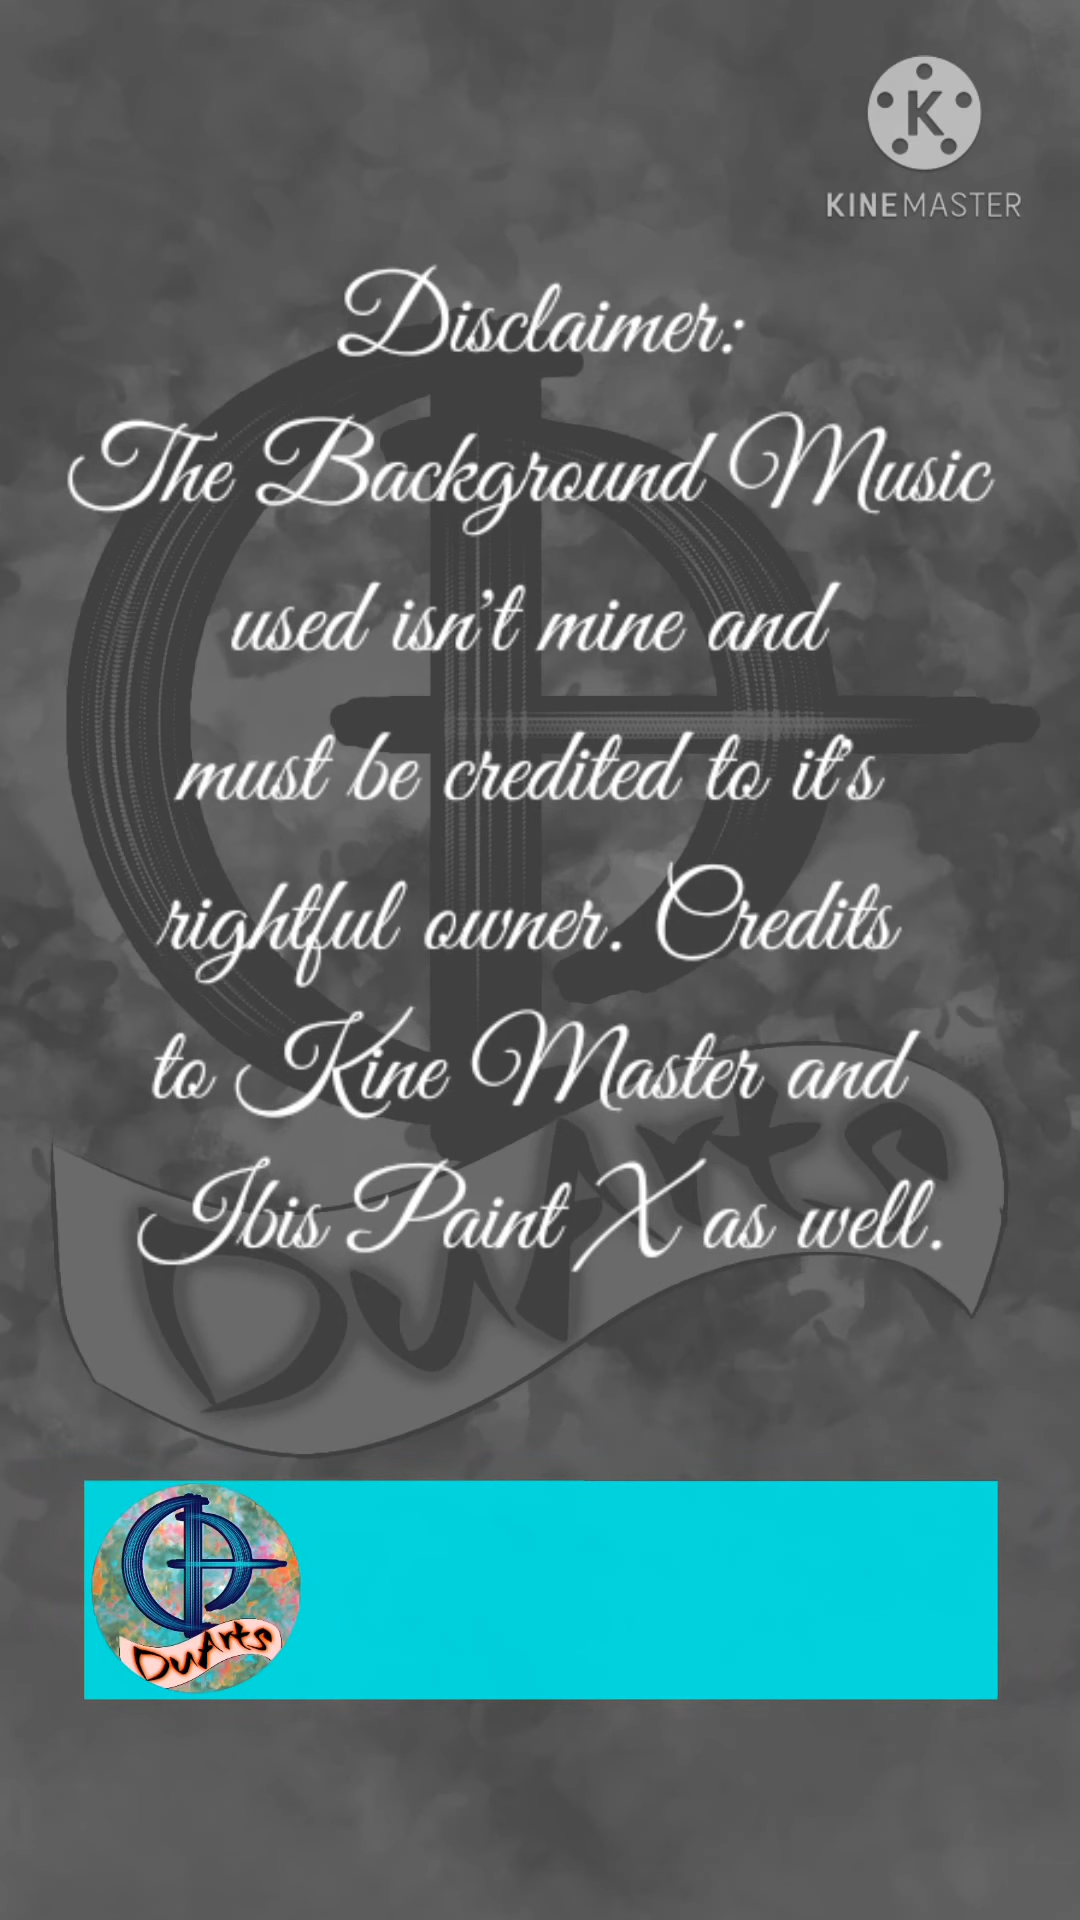 K
KINEMASTER
Disclaimer:
The Background Music
used isn't mine and
must be credited to it's
rightful owner. Credits
to Kine Master and
Ibis Paint X as well.
DuArts
DuArts